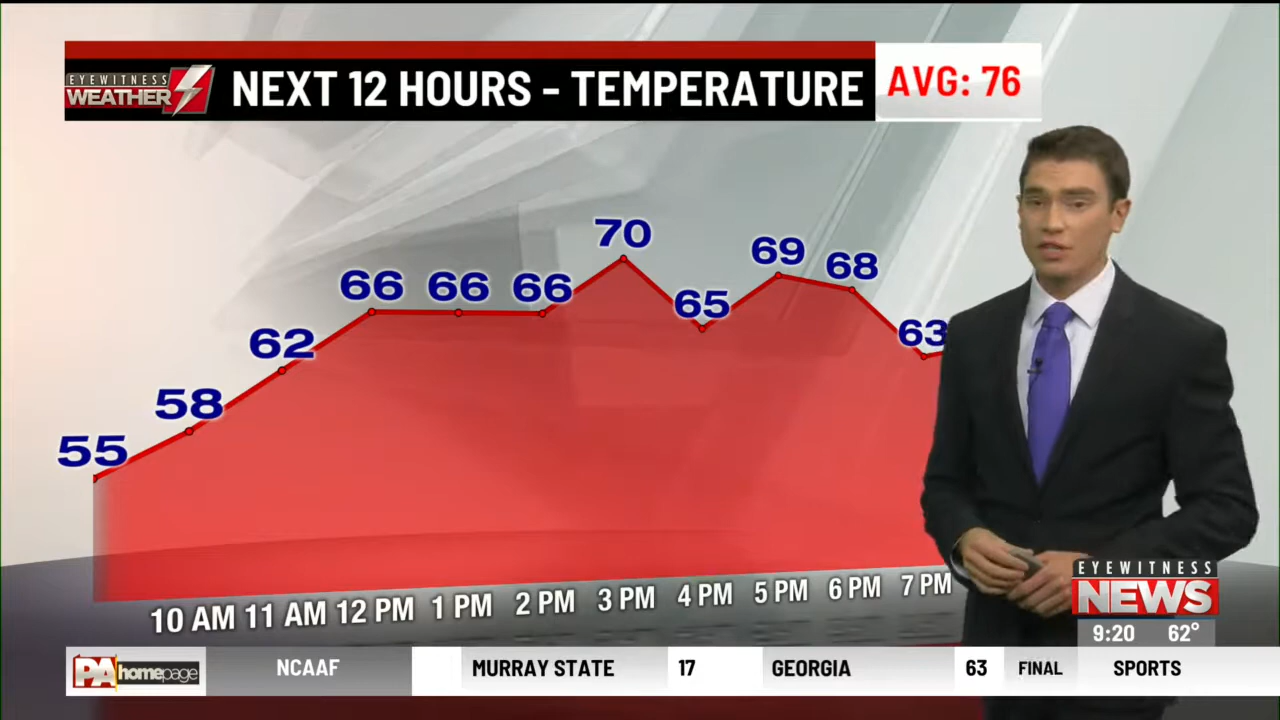 EYEWITNESS
WEATHER
NEXT 12 HOURS - TEMPERATURE
AVG: 76
55
58
62
66
66
66
70
65
69
68
63
10 AM 11 AM 12 PM 1 PM 2 PM 3 PM 4 PM 5 PM 6 PM 7 PM
EYEWITNESS
NEWS
9:20 62°
PA homepage NCAAF MURRAY STATE 17 GEORGIA 63 FINAL SPORTS